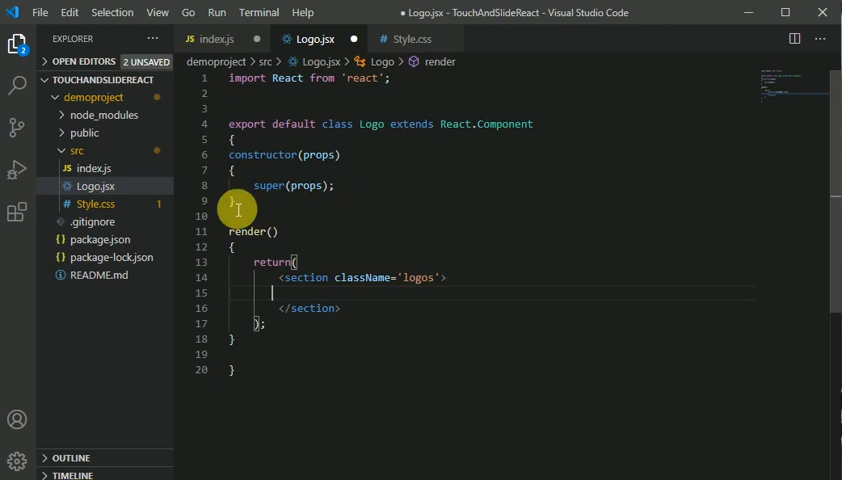 File Edit Selection View Go Run Terminal Help
● Logo.jsx - TouchAndSlideReact - Visual Studio Code
EXPLORER
OPEN EDITORS 2 UNSAVED
TOUCHANDSLIDEREACT
demoproject
node_modules
public
src
JS index.js
Logo.jsx
# Style.css 1
.gitignore
{} package.json
{} package-lock.json
README.md
OUTLINE
TIMELINE
2
JS index.js ● Logo.jsx ● # Style.css
demoproject > src > Logo.jsx > Logo > render
1 import React from 'react';
2
3
4 export default class Logo extends React.Component
5 {
6 constructor(props)
7 {
8 super(props);
9 }
10
11 render()
12 {
13 return(
14 <section className='logos'>
15
16 </section>
17 );
18 }
19
20 }